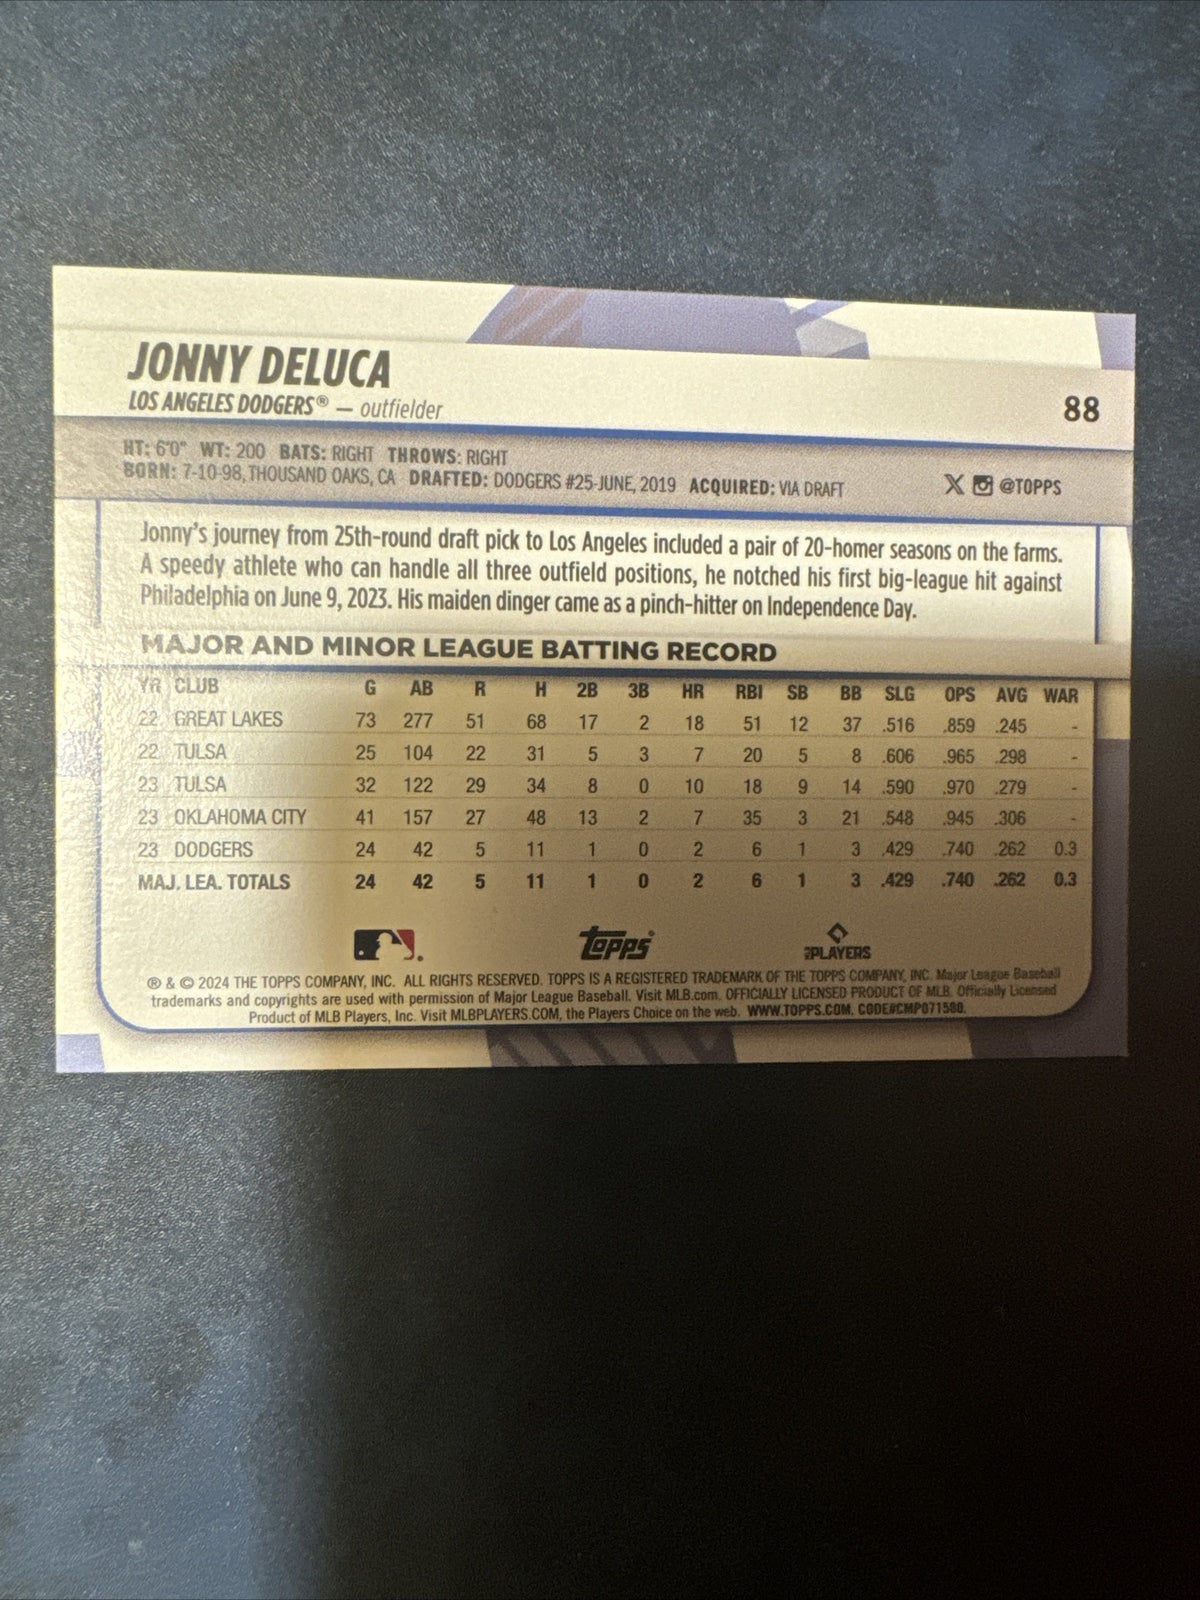 JONNY DELUCA
LOS ANGELES DODGERS® — outfielder
88
HT: 6'0" WT: 200 BATS: RIGHT THROWS: RIGHT
BORN: 7-10-98, THOUSAND OAKS, CA DRAFTED: DODGERS #25-JUNE, 2019 ACQUIRED: VIA DRAFT
X @TOPPS
Jonny's journey from 25th-round draft pick to Los Angeles included a pair of 20-homer seasons on the farms.
A speedy athlete who can handle all three outfield positions, he notched his first big-league hit against
Philadelphia on June 9, 2023. His maiden dinger came as a pinch-hitter on Independence Day.
MAJOR AND MINOR LEAGUE BATTING RECORD
YR CLUB G AB R H 2B 3B HR RBI SB BB SLG OPS AVG WAR
22 GREAT LAKES 73 277 51 68 17 2 18 51 12 37 .516 .859 .245 -
22 TULSA 25 104 22 31 5 3 7 20 5 8 .606 .965 .298 -
23 TULSA 32 122 29 34 8 0 10 18 9 14 .590 .970 .279 -
23 OKLAHOMA CITY 41 157 27 48 13 2 7 35 3 21 .548 .945 .306 -
23 DODGERS 24 42 5 11 1 0 2 6 1 3 .429 .740 .262 0.3
MAJ. LEA. TOTALS 24 42 5 11 1 0 2 6 1 3 .429 .740 .262 0.3
Topps
PLAYERS
® & © 2024 THE TOPPS COMPANY, INC. ALL RIGHTS RESERVED. TOPPS IS A REGISTERED TRADEMARK OF THE TOPPS COMPANY, INC. Major League Baseball
trademarks and copyrights are used with permission of Major League Baseball. Visit MLB.com. OFFICIALLY LICENSED PRODUCT OF MLB. Officially Licensed
Product of MLB Players, Inc. Visit MLBPLAYERS.COM, the Players Choice on the web. WWW.TOPPS.COM. CODE#CMP071580.